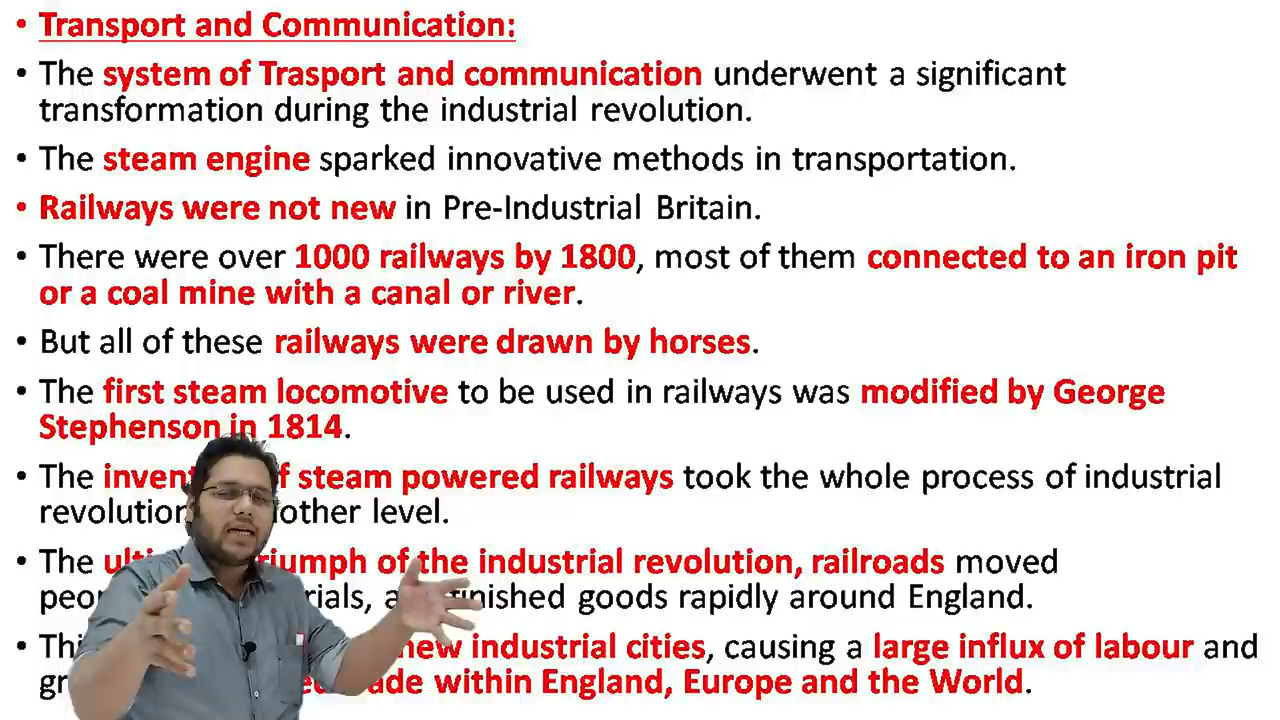 • Transport and Communication:
• The system of Trasport and communication underwent a significant
transformation during the industrial revolution.
• The steam engine sparked innovative methods in transportation.
• Railways were not new in Pre-Industrial Britain.
• There were over 1000 railways by 1800, most of them connected to an iron pit
or a coal mine with a canal or river.
• But all of these railways were drawn by horses.
• The first steam locomotive to be used in railways was modified by George
Stephenson in 1814.
• The steam powered railways took the whole process of industrial
revolution level.
• The of the industrial revolution, railroads moved
finished goods rapidly around England.
• new industrial cities, causing a large influx of labour and
within England, Europe and the World.